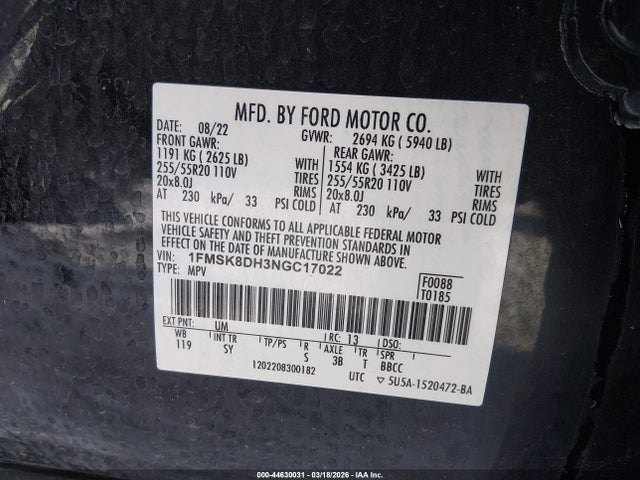 MFD. BY FORD MOTOR CO.
DATE: 08/22 GVWR: 2694 KG ( 5940 LB)
FRONT GAWR: REAR GAWR:
1191 KG ( 2625 LB) WITH 1554 KG ( 3425 LB) WITH
255/55R20 110V TIRES 255/55R20 110V TIRES
20x8.0J RIMS 20x8.0J RIMS
AT 230 kPa/ 33 PSI COLD AT 230 kPa/ 33 PSI COLD
THIS VEHICLE CONFORMS TO ALL APPLICABLE FEDERAL MOTOR
VEHICLE SAFETY AND THEFT PREVENTION STANDARDS IN EFFECT ON THE DATE
OF MANUFACTURE SHOWN ABOVE.
VIN: 1FMSK8DH3NGC17022
TYPE: MPV
F0088
T0185
EXT PNT: UM RC: 13 DSO:
WB INT TR TP/PS R AXLE TR SPR
119 SY S 3B T BBCC
1202208300182 UTC 5U5A-1520472-BA
000-44630031 - 03/18/2026 - IAA Inc.